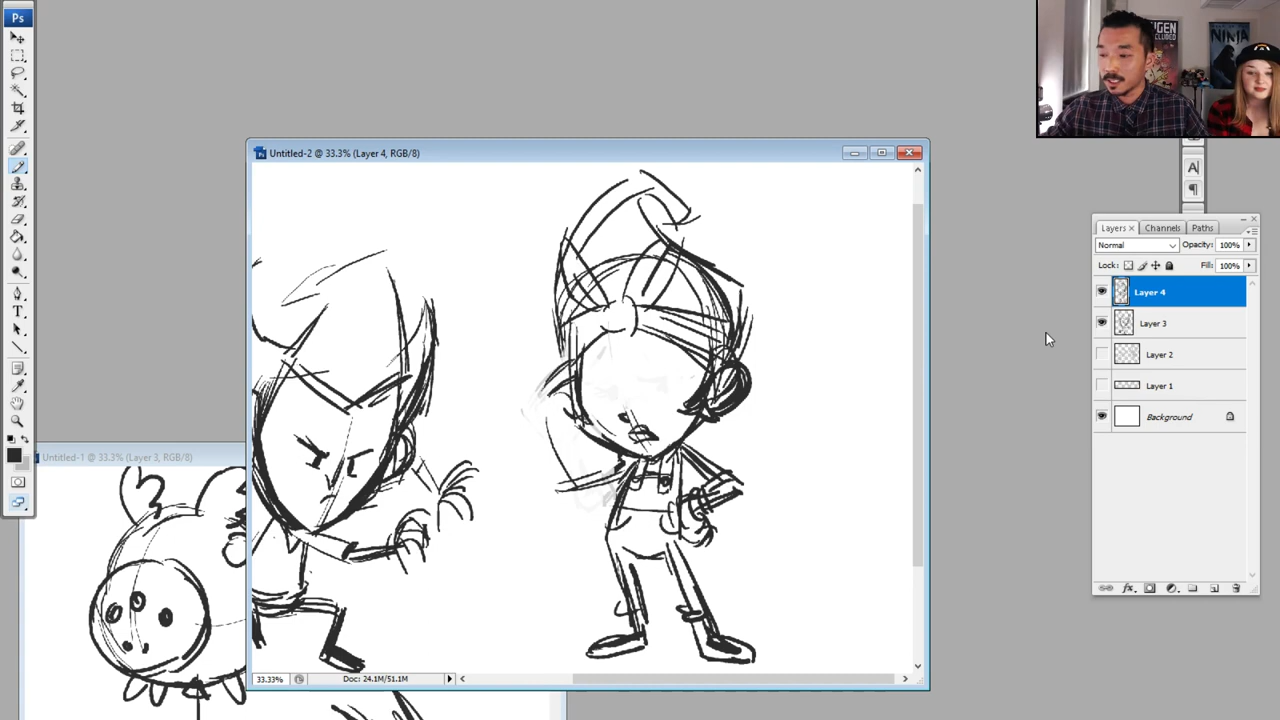 Ps
NINJA
Untitled-2 @ 33.3% (Layer 4, RGB/8)
A
Layers
Channels
Paths
Normal
Opacity: 100%
Lock:
Fill: 100%
Layer 4
Layer 3
Layer 2
Layer 1
Background
fx
T
Untitled-1 @ 33.3% (Layer 3, RGB/8)
33.33%
Doc: 24.1M/51.1M